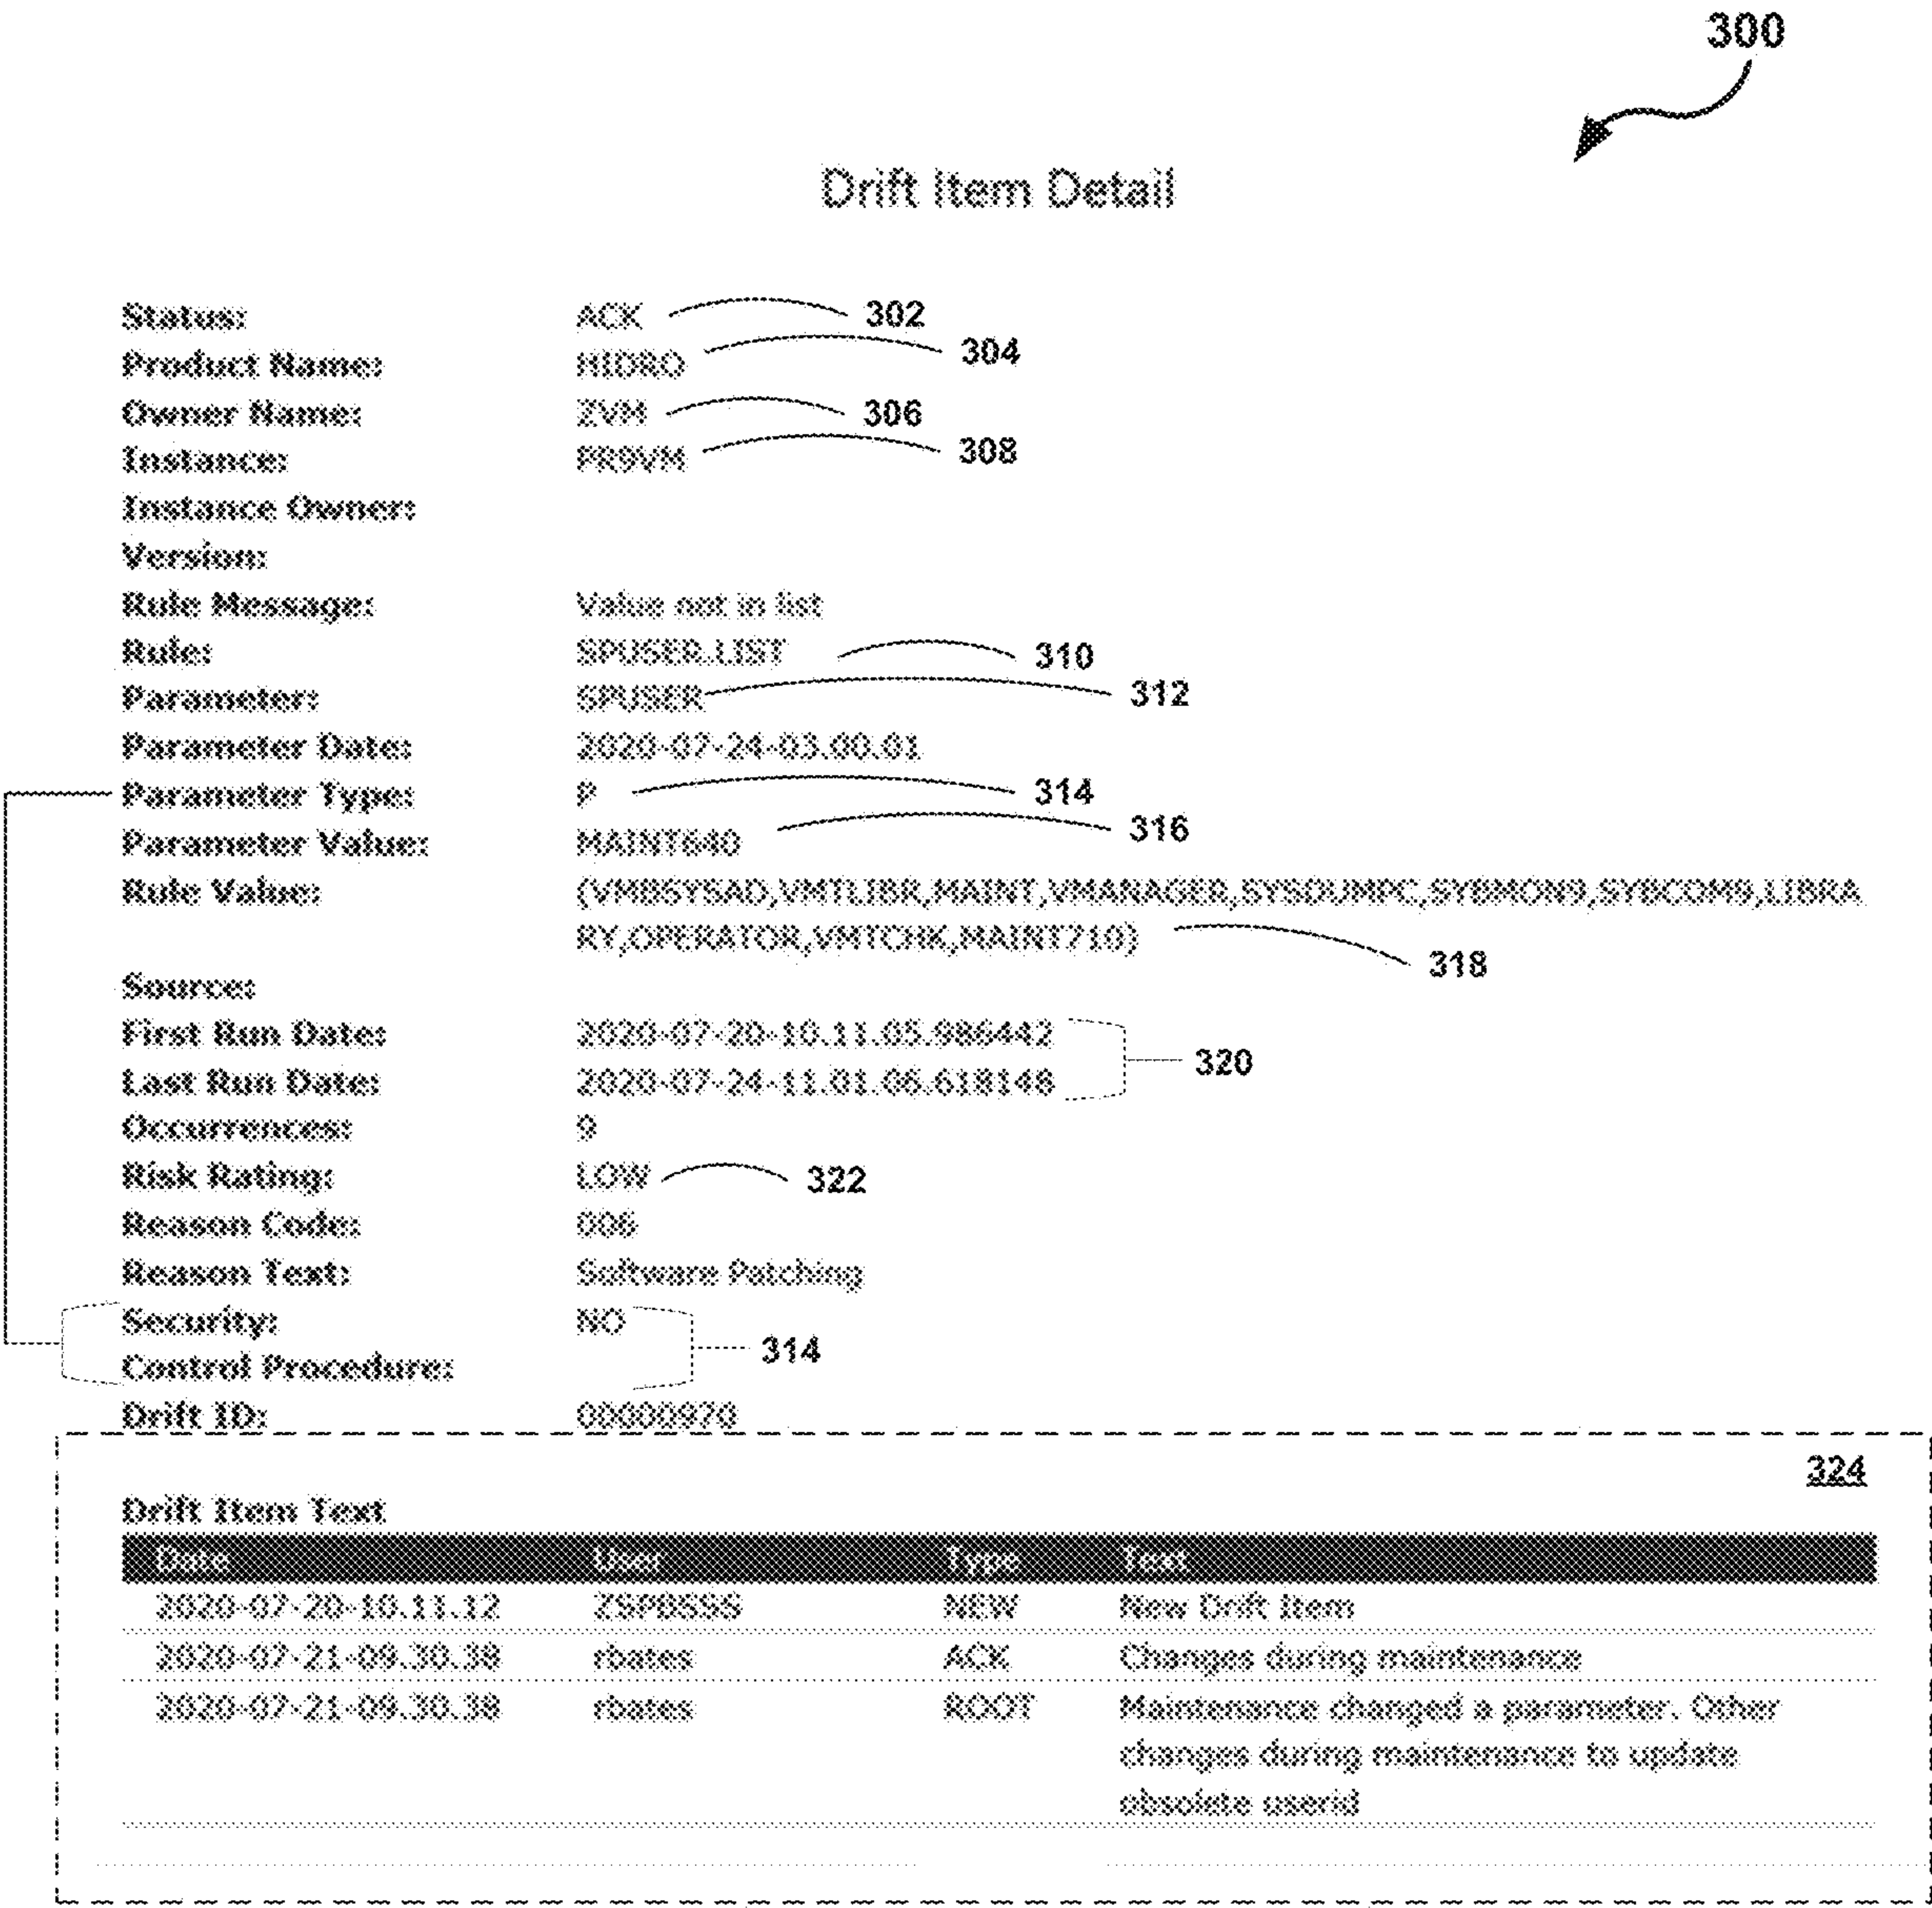 300
Drift Item Detail
Status: ACK 302
Product Name: HIDRO 304
Owner Name: ZVM 306
Instance: PR9VM 308
Instance Owner:
Version:
Rule Message: Value not in list
Rule: SPUSER.LIST 310
Parameter: SPUSER 312
Parameter Date: 2020-07-24-03.00.01
Parameter Type: P 314
Parameter Value: MAINT640 316
Rule Value: (VMBSYSAD,VMTLIBR,MAINT,VMANAGER,SYSDUMPC,SYBMON9,SYBCOM9,LIBRA
RY,OPERATOR,VMTCHK,MAINT710) 318
Source:
First Run Date: 2020-07-20-10.11.05.986442
Last Run Date: 2020-07-24-11.01.06.618148
320
Occurrences: 9
Risk Rating: LOW 322
Reason Code: 006
Reason Text: Software Patching
Security: NO
314
Control Procedure:
Drift ID: 00000970
324
Drift Item Text
Date User Type Text
2020-07-20-10.11.12 NEW New Drift Item
2020-07-21-09.30.38 rbates ACK Changes during maintenance
2020-07-21-09.30.38 rbates ROOT Maintenance changed a parameter. Other
changes during maintenance to update
obsolete userid